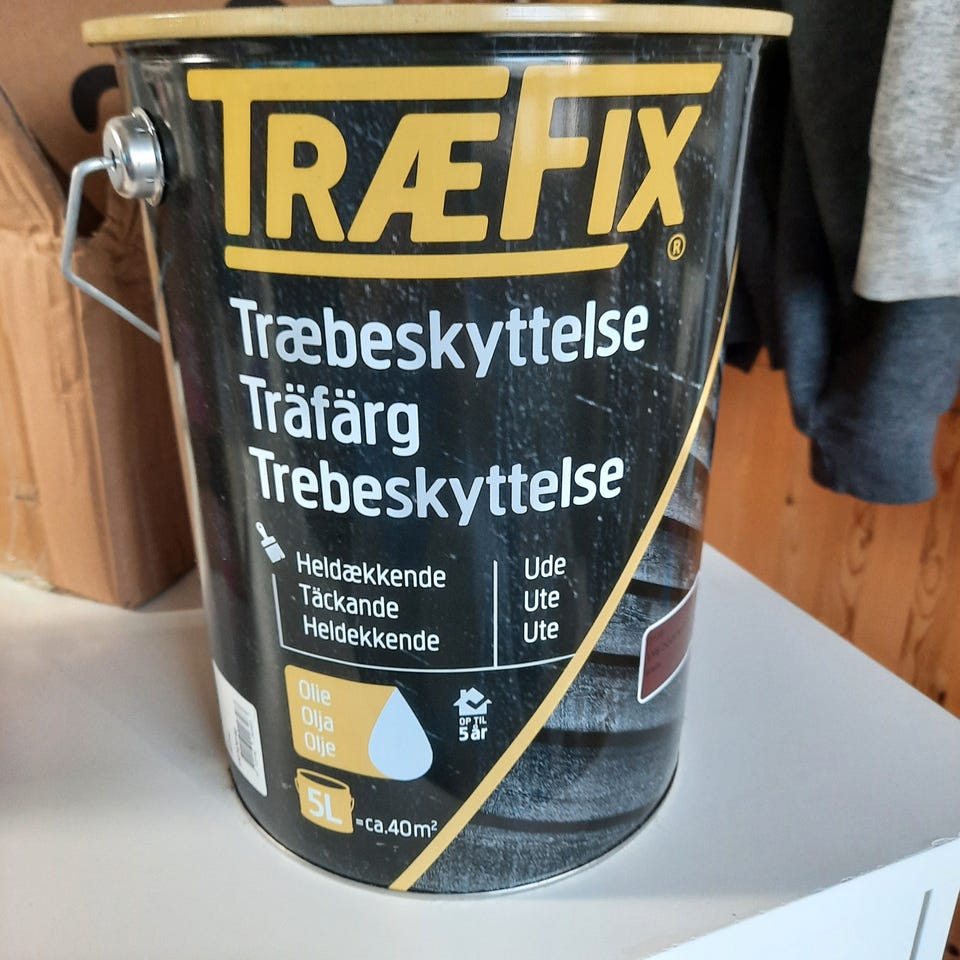 TRÆFIX
®
Træbeskyttelse
Träfärg
Trebeskyttelse
Heldækkende
Täckande
Heldekkende
Ude
Ute
Ute
Olie
Olja
Olje
OP TIL
5 år
5L
=ca.40m²